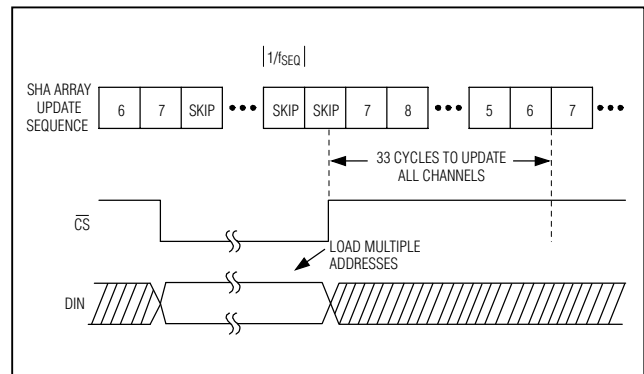 1/fSEQ
SHA ARRAY
UPDATE
SEQUENCE
6 7 SKIP ••• SKIP SKIP 7 8 ••• 5 6 7 •••
33 CYCLES TO UPDATE
ALL CHANNELS
CS
LOAD MULTIPLE
ADDRESSES
DIN